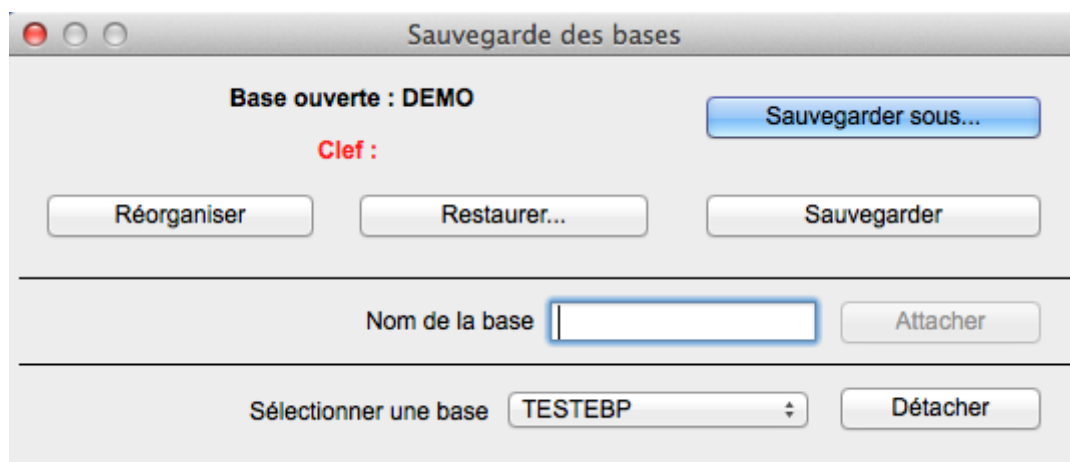 Sauvegarde des bases
Base ouverte : DEMO
Sauvegarder sous...
Clef :
Réorganiser Restaurer... Sauvegarder
Nom de la base Attacher
Sélectionner une base TESTEBP Détacher